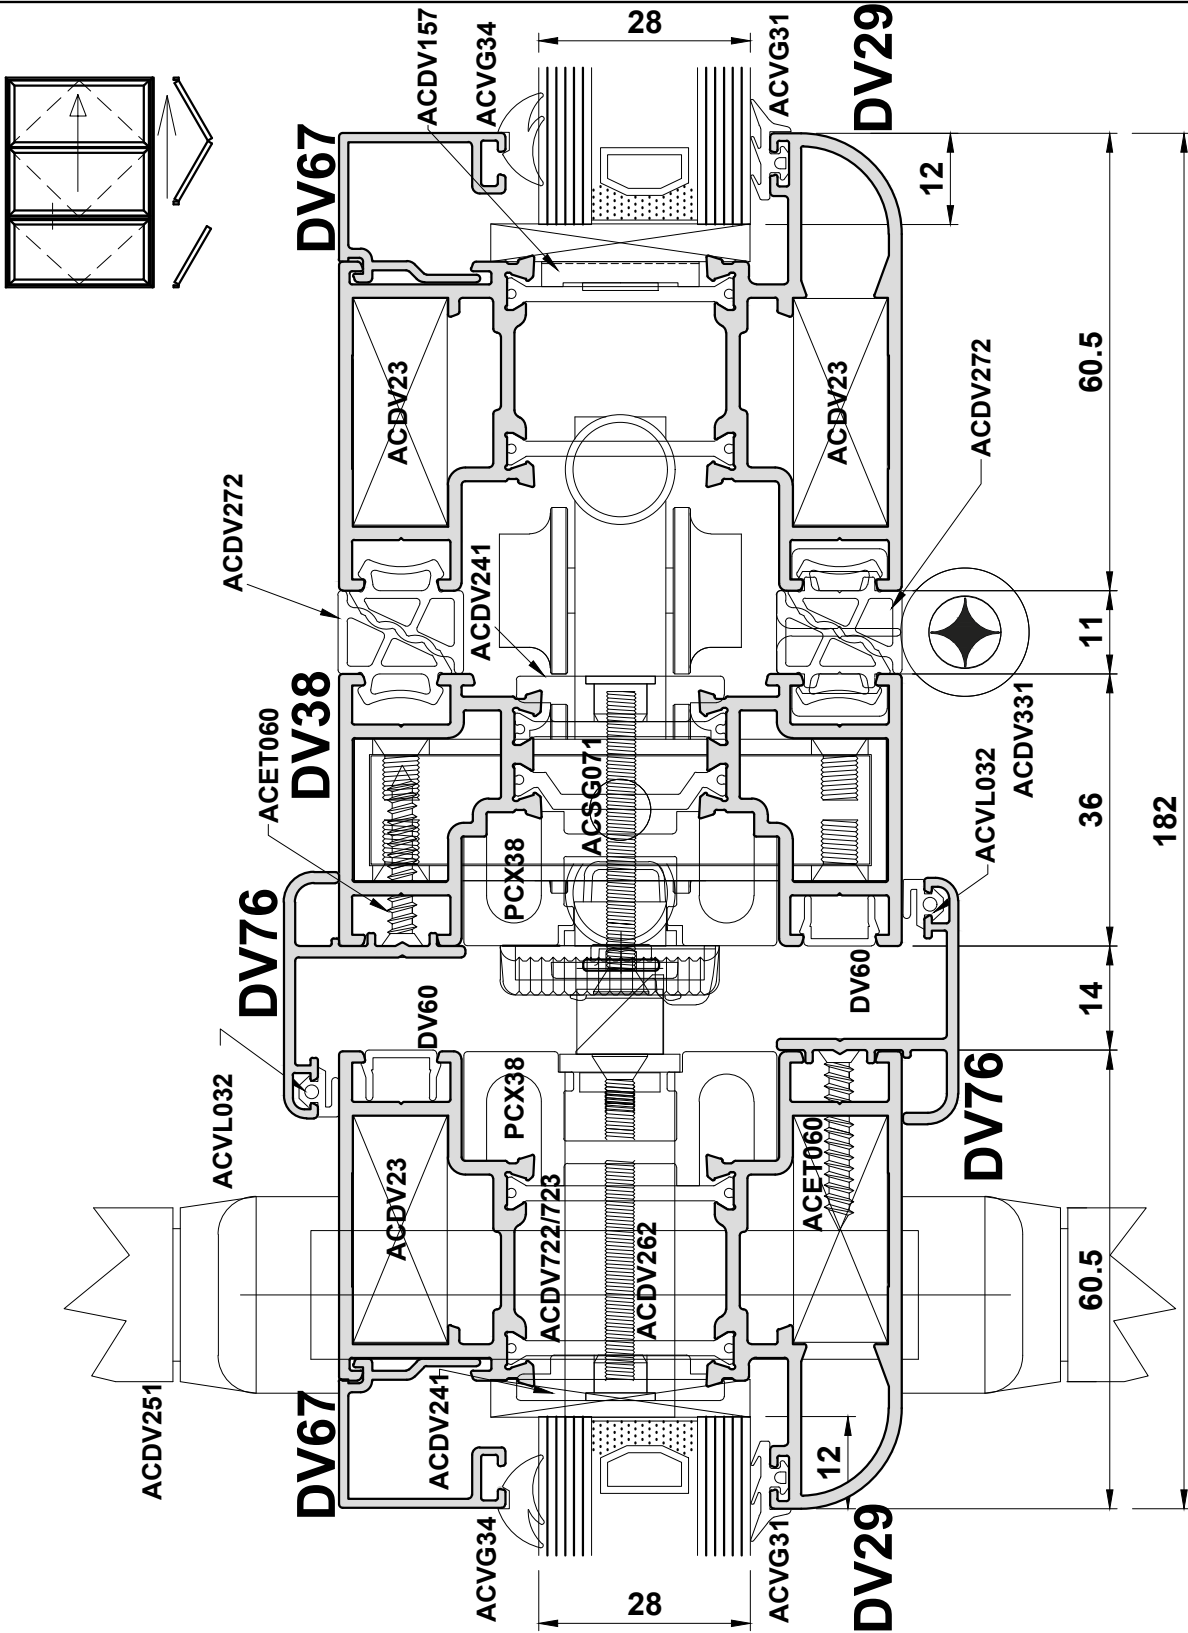 ACDV157
ACVG34
28
ACVG31
DV29
DV67
12
ACDV23
ACDV23
60.5
ACDV272
ACDV272
ACDV241
11
DV38
ACET060
ACSG071
ACDV331
ACVL032
36
182
PCX38
DV76
DV60
DV60
14
ACVL032
PCX38
DV76
ACDV23
ACDV722/723
ACDV262
ACET060
60.5
ACDV251
DV67
ACDV241
12
ACVG34
28
ACVG31
DV29